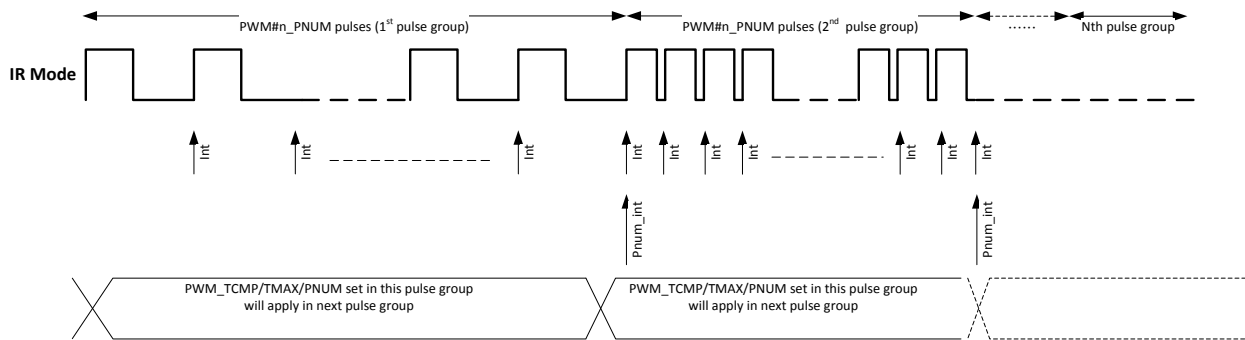 PWM#n_PNUM pulses (1st pulse group)
PWM#n_PNUM pulses (2nd pulse group)
......
Nth pulse group
IR Mode
Int
Int
Int
Int
Int
Int
Int
Int
Int
Int
Pnum_int
Pnum_int
PWM_TCMP/TMAX/PNUM set in this pulse group
will apply in next pulse group
PWM_TCMP/TMAX/PNUM set in this pulse group
will apply in next pulse group